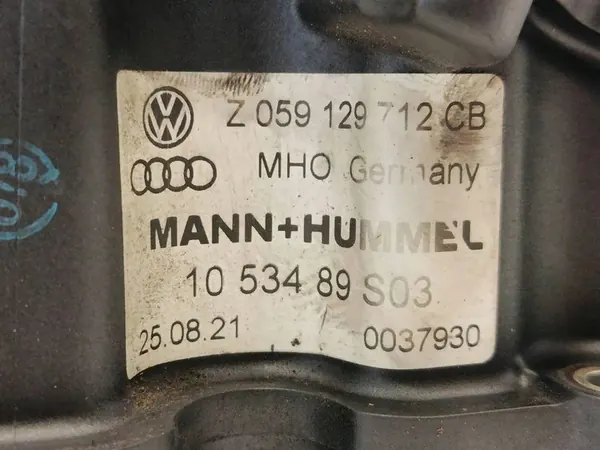 Z 059 129 712 CB
MHO Germany
MANN+HUMMEL
10 534 89 S03
25.08.21 0037930